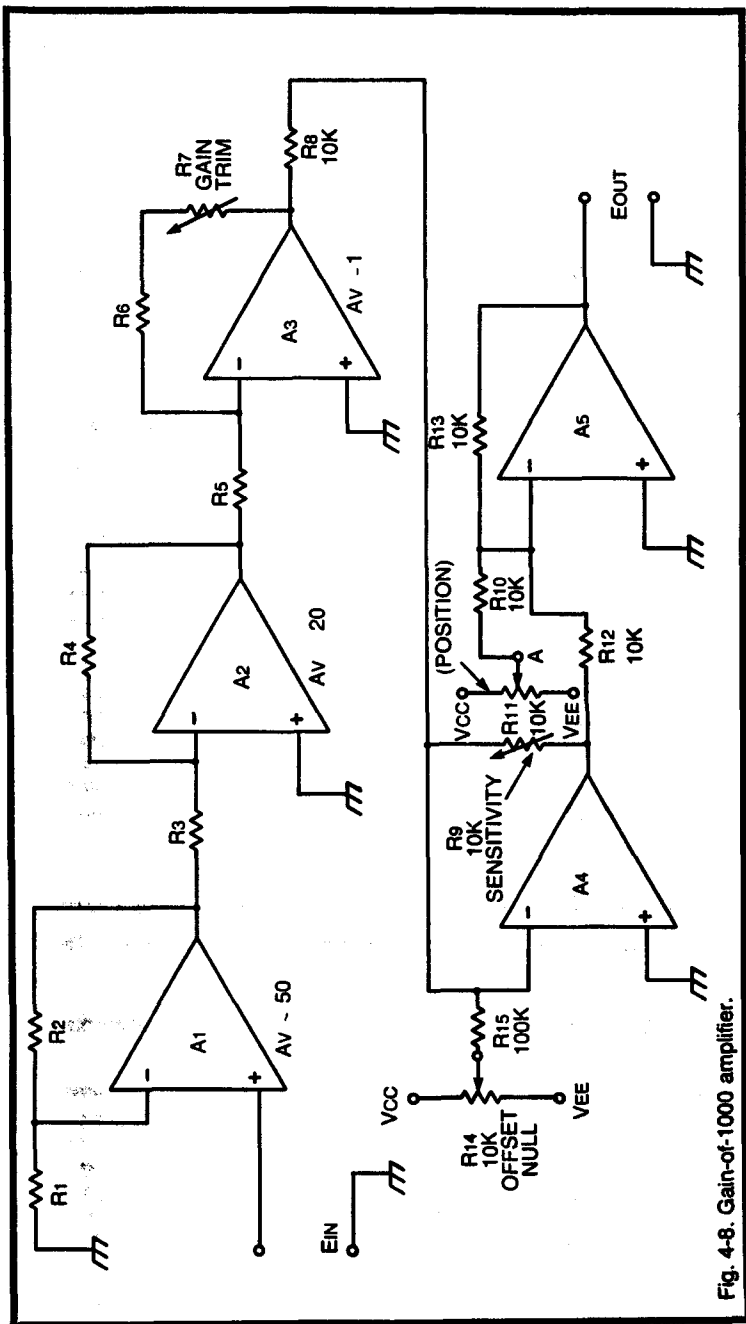 R1
R2
A1
AV ~ 50
EIN
R3
R4
A2
AV 20
R5
R6
R7
GAIN
TRIM
A3
AV -1
R8
10K
VCC
R14
10K
OFFSET
NULL
VEE
R15
100K
A4
R9
10K
SENSITIVITY
VCC
(POSITION)
R11
10K
VEE
A
R10
10K
R12
10K
R13
10K
A5
EOUT
Fig. 4-8. Gain-of-1000 amplifier.